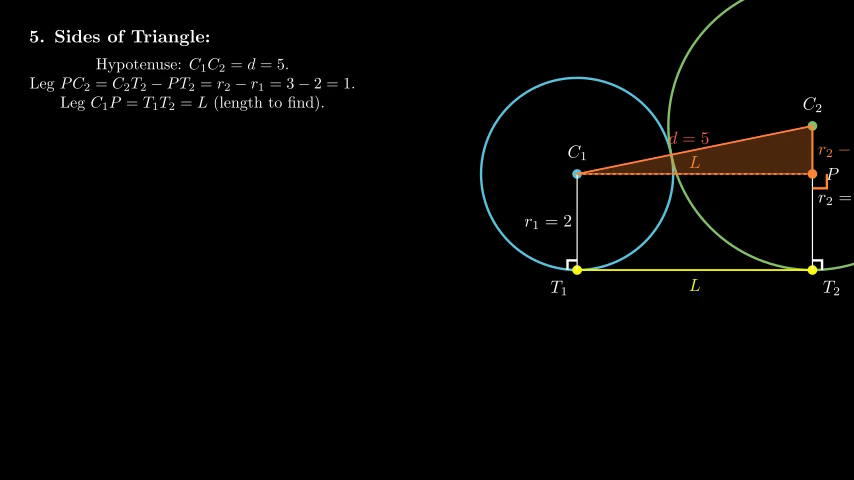 5. Sides of Triangle:
Hypotenuse: $C_1C_2 = d = 5$.
Leg $PC_2 = C_2T_2 - PT_2 = r_2 - r_1 = 3 - 2 = 1$.
Leg $C_1P = T_1T_2 = L$ (length to find).
$C_2$
$d = 5$
$C_1$
$r_2 -$
$L$
$P$
$r_2 =$
$r_1 = 2$
$T_1$
$L$
$T_2$